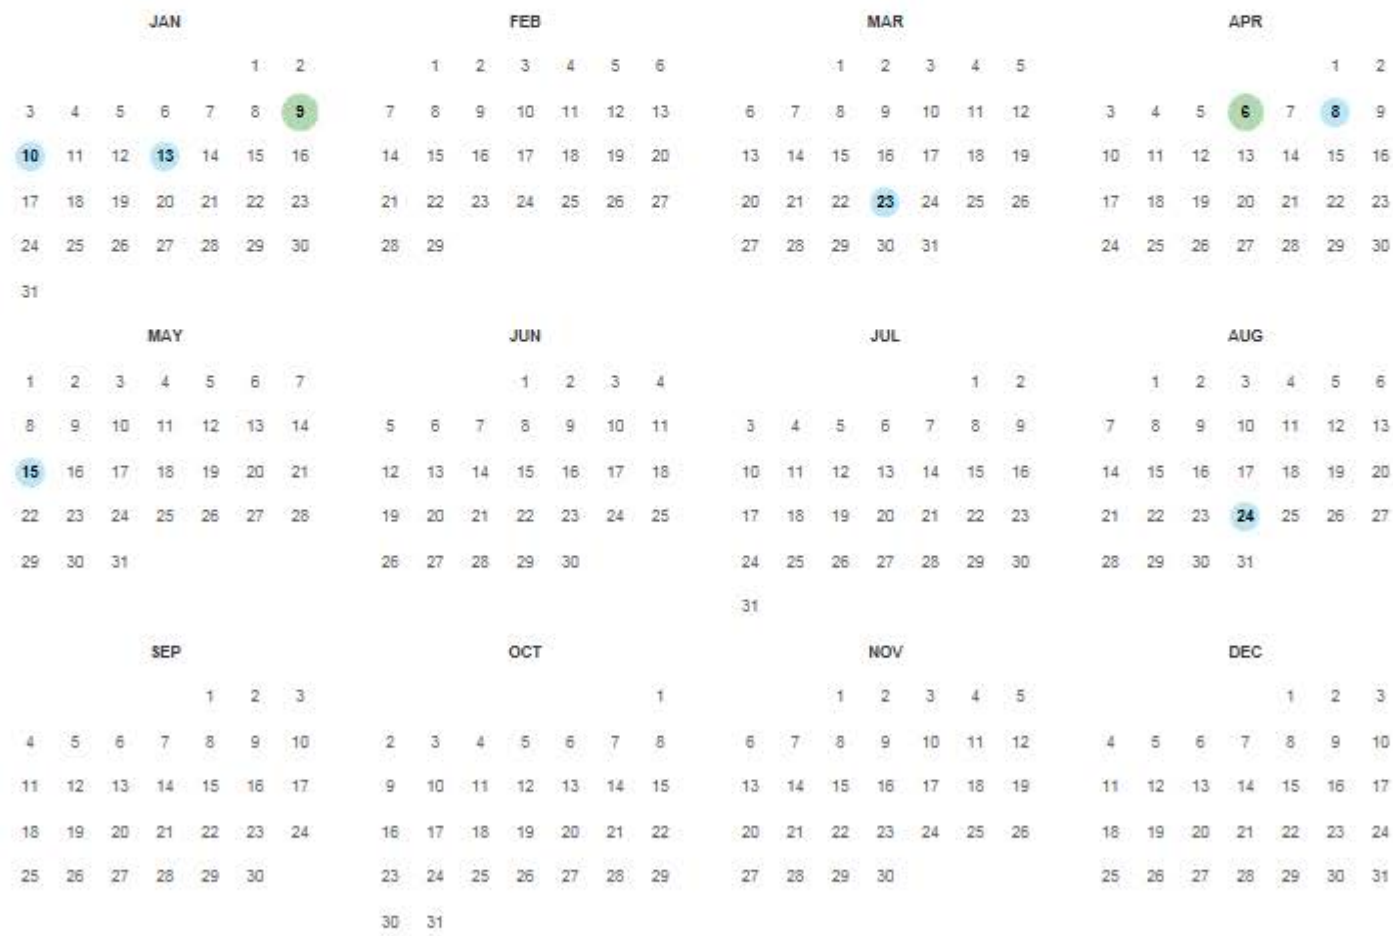 JAN FEB MAR APR
1 2 1 2 3 4 5 6 1 2 3 4 5 1 2
3 4 5 6 7 8 9 7 8 9 10 11 12 13 6 7 8 9 10 11 12 3 4 5 6 7 8 9
10 11 12 13 14 15 16 14 15 16 17 18 19 20 13 14 15 16 17 18 19 10 11 12 13 14 15 16
17 18 19 20 21 22 23 21 22 23 24 25 26 27 20 21 22 23 24 25 26 17 18 19 20 21 22 23
24 25 26 27 28 29 30 28 29 27 28 29 30 31 24 25 26 27 28 29 30
31
MAY JUN JUL AUG
1 2 3 4 5 6 7 1 2 3 4 1 2 1 2 3 4 5 6
8 9 10 11 12 13 14 5 6 7 8 9 10 11 3 4 5 6 7 8 9 7 8 9 10 11 12 13
15 16 17 18 19 20 21 12 13 14 15 16 17 18 10 11 12 13 14 15 16 14 15 16 17 18 19 20
22 23 24 25 26 27 28 19 20 21 22 23 24 25 17 18 19 20 21 22 23 21 22 23 24 25 26 27
29 30 31 26 27 28 29 30 24 25 26 27 28 29 30 28 29 30 31
31
SEP OCT NOV DEC
1 2 3 1 1 2 3 4 5 1 2 3
4 5 6 7 8 9 10 2 3 4 5 6 7 8 6 7 8 9 10 11 12 4 5 6 7 8 9 10
11 12 13 14 15 16 17 9 10 11 12 13 14 15 13 14 15 16 17 18 19 11 12 13 14 15 16 17
18 19 20 21 22 23 24 16 17 18 19 20 21 22 20 21 22 23 24 25 26 18 19 20 21 22 23 24
25 26 27 28 29 30 23 24 25 26 27 28 29 27 28 29 30 25 26 27 28 29 30 31
30 31